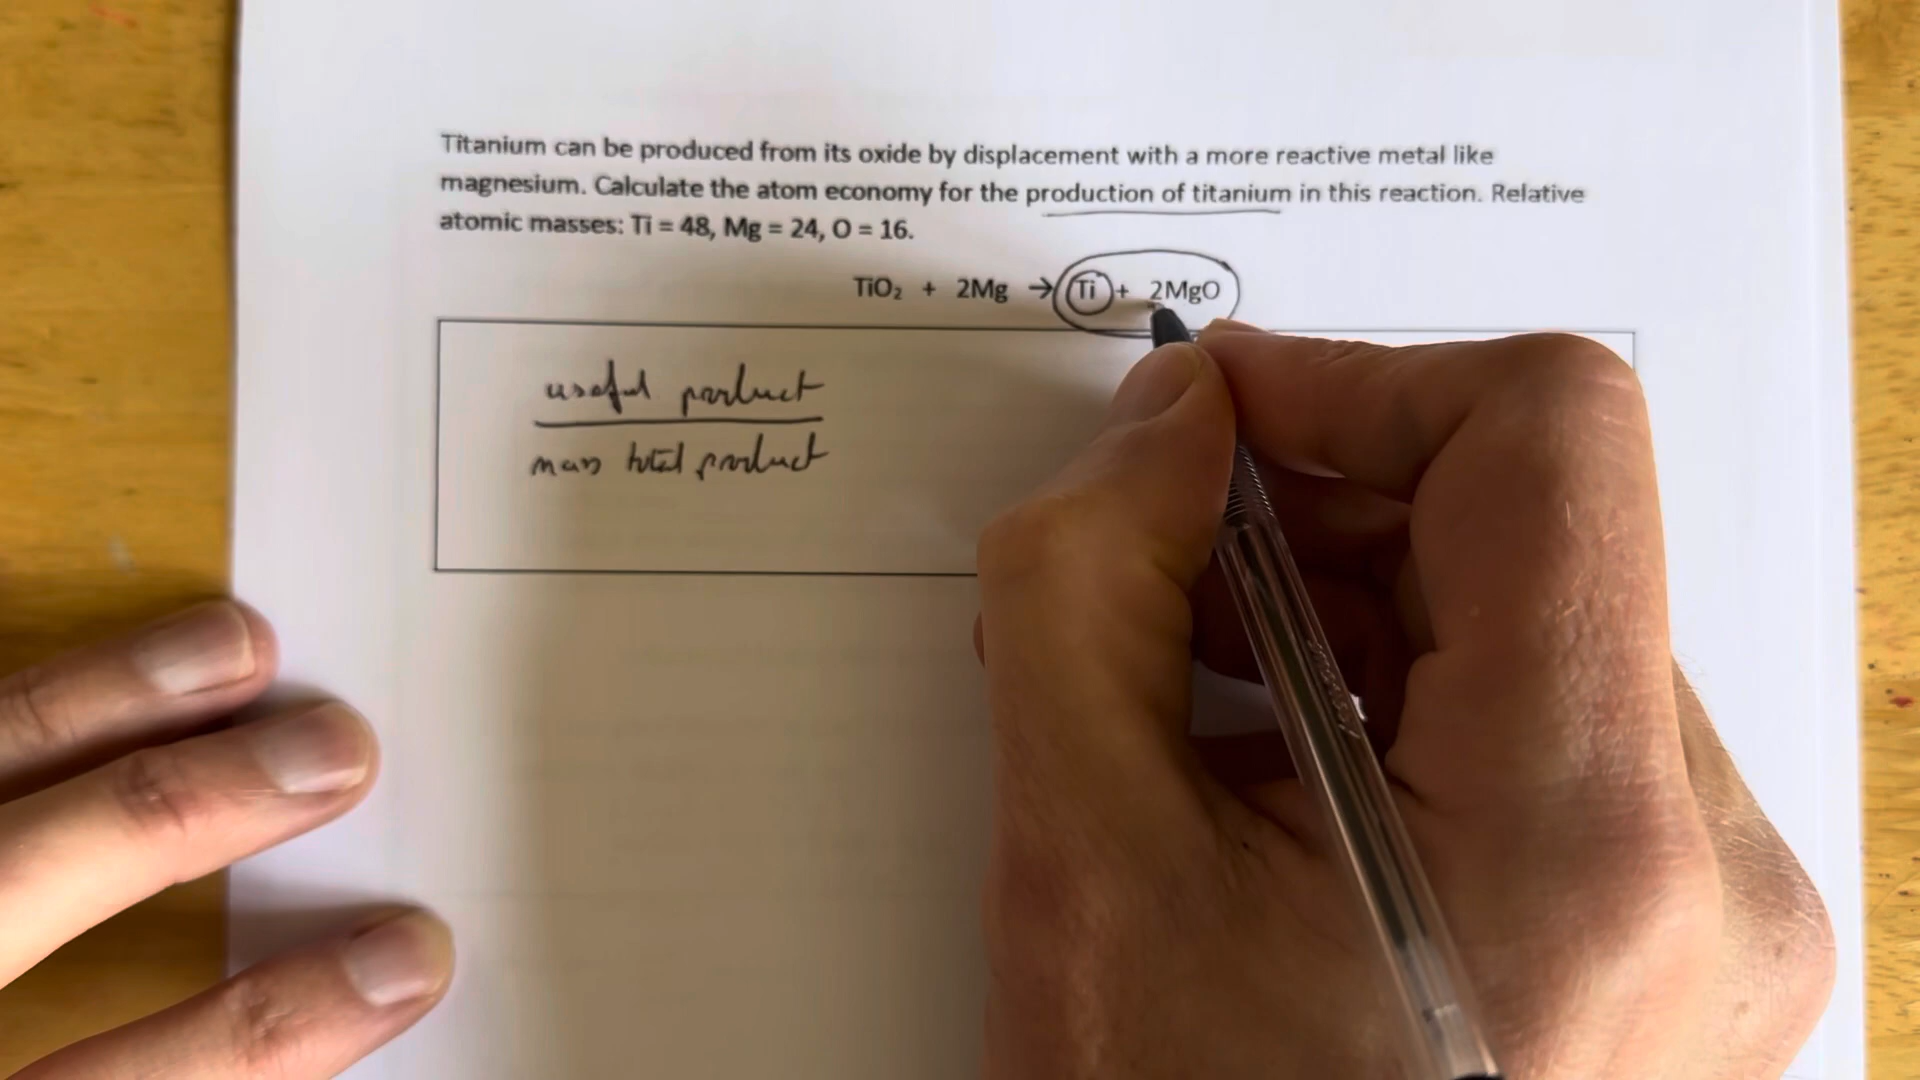 Titanium can be produced from its oxide by displacement with a more reactive metal like
magnesium. Calculate the atom economy for the production of titanium in this reaction. Relative
atomic masses: Ti = 48, Mg = 24, O = 16.
TiO₂ + 2Mg → Ti + 2MgO
useful product
mass total product